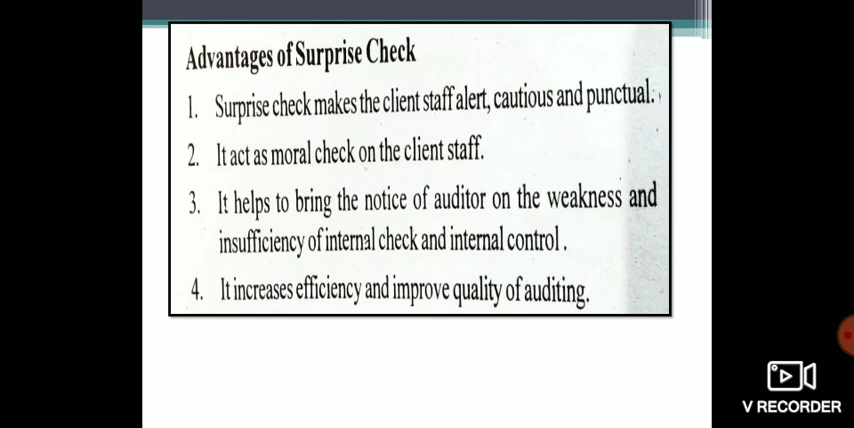 Advantages of Surprise Check
1. Surprise check makes the client staff alert, cautious and punctual.
2. It act as moral check on the client staff.
3. It helps to bring the notice of auditor on the weakness and
insufficiency of internal check and internal control.
4. It increases efficiency and improve quality of auditing.
V RECORDER